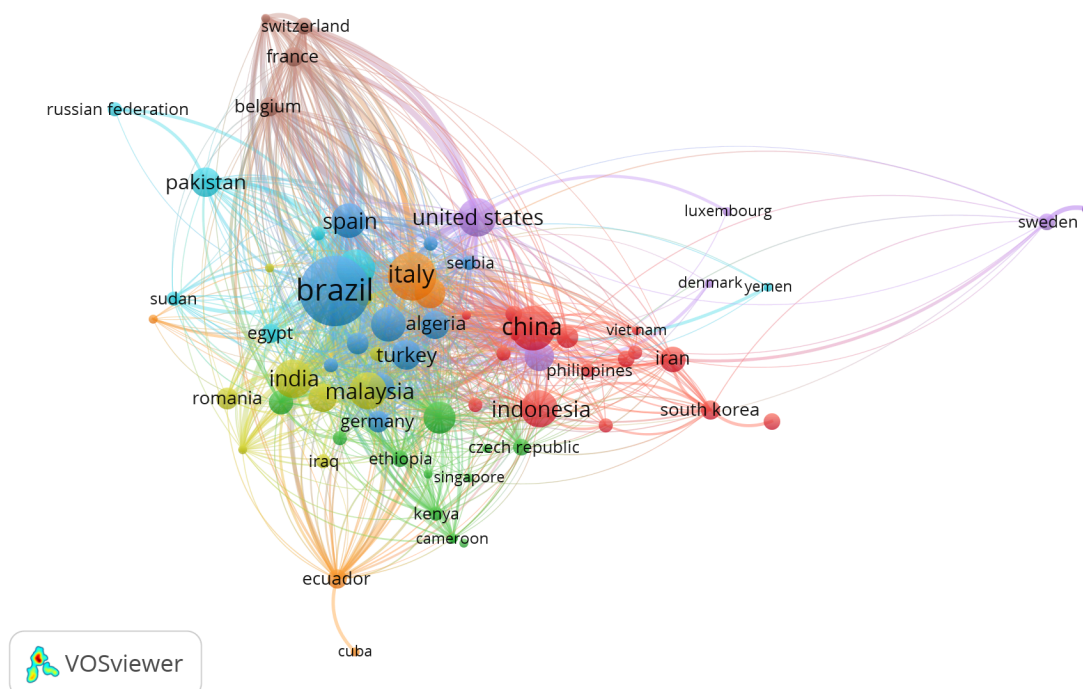 switzerland
france
belgium
russian federation
pakistan
spain
united states
luxembourg
sweden
serbia
italy
brazil
denmark
yemen
sudan
egypt
algeria
china
viet nam
turkey
philippines
iran
india
malaysia
romania
indonesia
south korea
germany
czech republic
iraq
ethiopia
singapore
kenya
cameroon
ecuador
cuba
VOSviewer